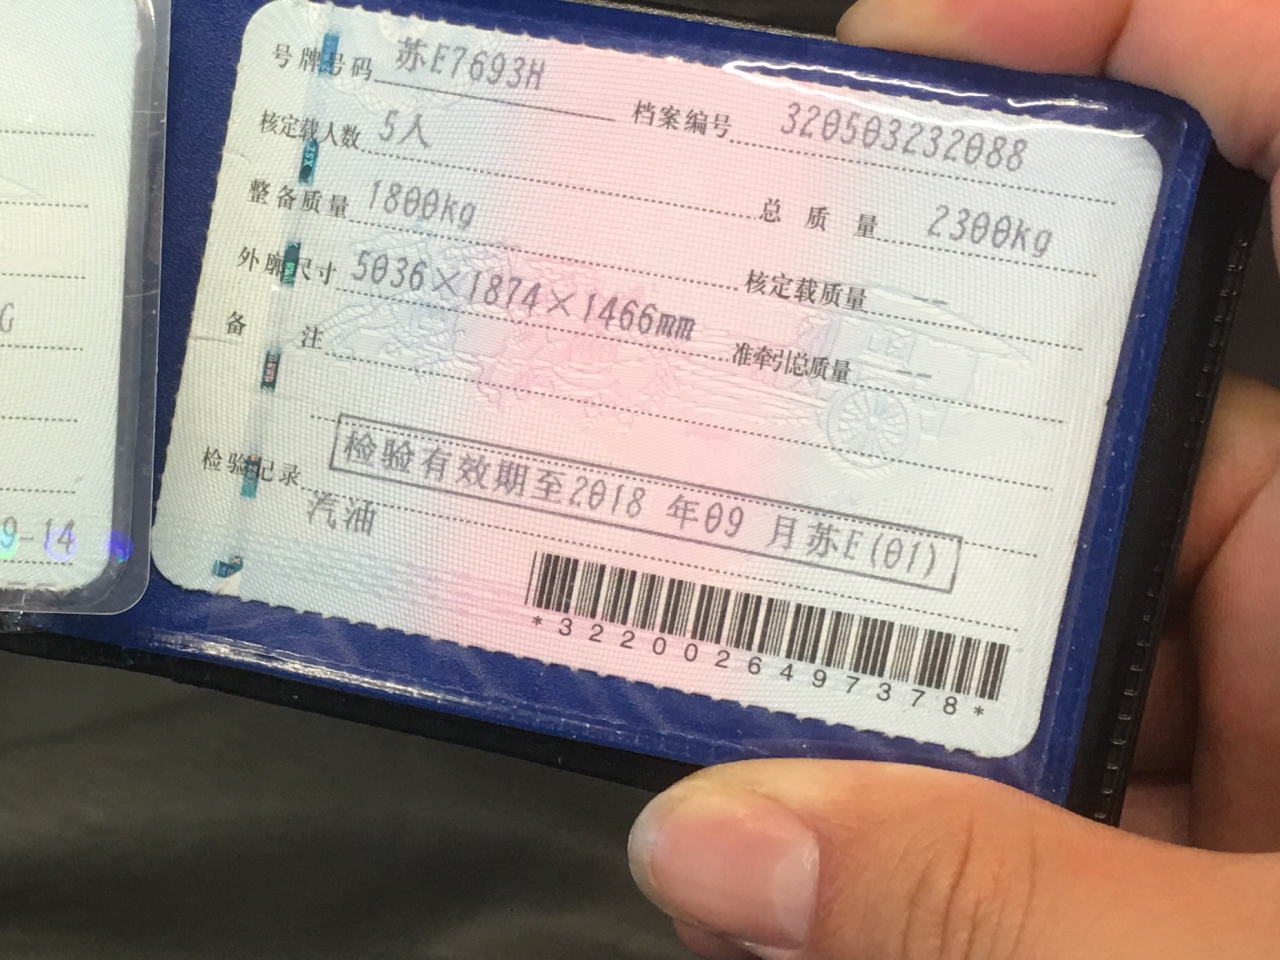 号牌号码 苏E7693H 档案编号 320503232088
核定载人数 5人 总质量 2300kg
整备质量 1800kg 核定载质量 --
外廓尺寸 5036×1874×1466mm 准牵引总质量 --
备注
检验记录 检验有效期至2018 年09 月苏E(01)
汽油
*3220026497378*
G
9-14